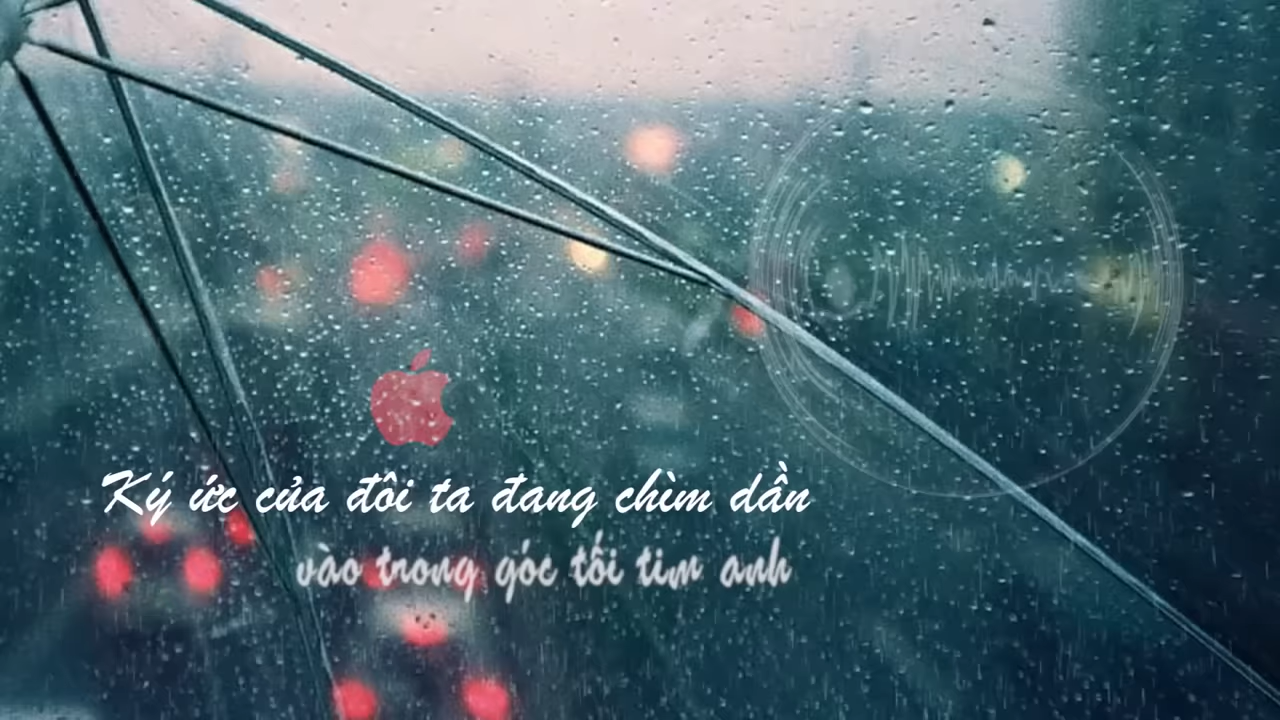 Ký ức của đôi ta đang chìm dần
vào trong góc tối tim anh